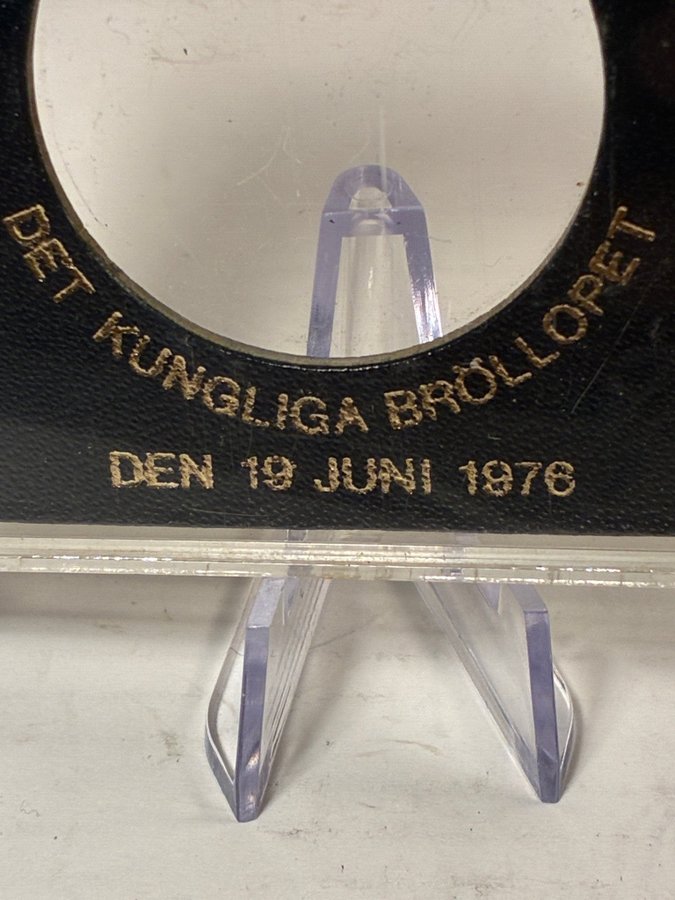 DET KUNGLIGA BRÖLLOPET
DEN 19 JUNI 1976